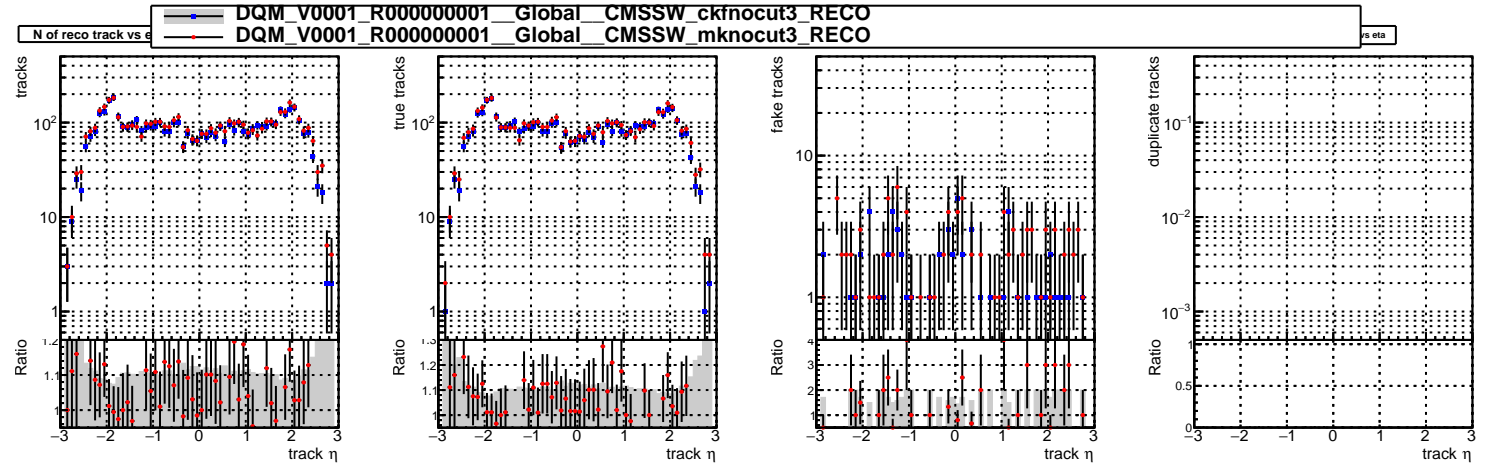 DQM_V0001_R000000001__Global__CMSSW_ckfnocut3_RECO
DQM_V0001_R000000001__Global__CMSSW_mknocut3_RECO
N of reco track vs e
vs eta
tracks
10²
10
1
Ratio
1.2
1.1
1
−3 −2 −1 0 1 2 3
track η
true tracks
10²
10
1
Ratio
1.3
1.2
1.1
1
−3 −2 −1 0 1 2 3
track η
fake tracks
10
1
Ratio
4
3
2
1
−3 −2 −1 0 1 2 3
track η
duplicate tracks
10⁻¹
10⁻²
10⁻³
Ratio
1
0.5
0
−3 −2 −1 0 1 2 3
track η